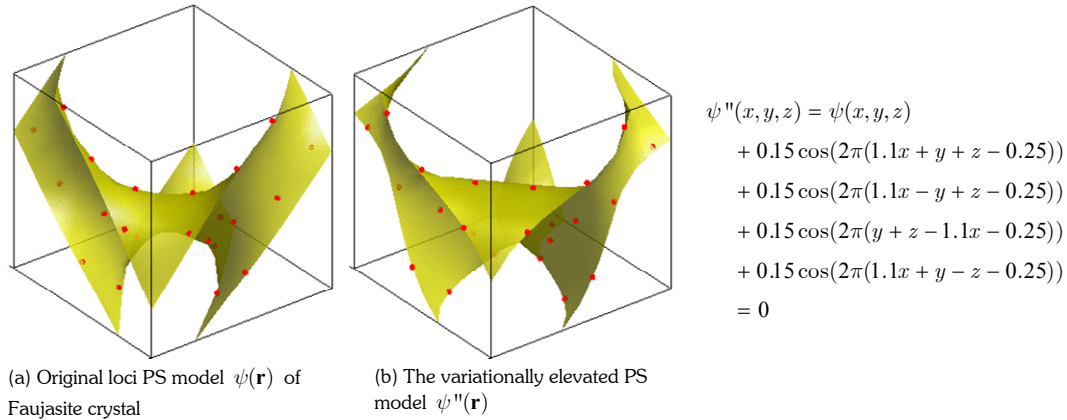 ψ"(x, y, z) = ψ(x, y, z)
+ 0.15 cos(2π(1.1x + y + z − 0.25))
+ 0.15 cos(2π(1.1x − y + z − 0.25))
+ 0.15 cos(2π(y + z − 1.1x − 0.25))
+ 0.15 cos(2π(1.1x + y − z − 0.25))
= 0
(a) Original loci PS model ψ(r) of
Faujasite crystal
(b) The variationally elevated PS
model ψ"(r)